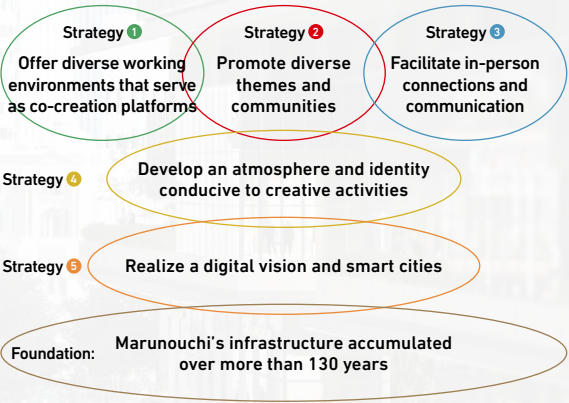 Strategy 1
Offer diverse working
environments that serve
as co-creation platforms
Strategy 2
Promote diverse
themes and
communities
Strategy 3
Facilitate in-person
connections and
communication
Strategy 4
Develop an atmosphere and identity
conducive to creative activities
Strategy 5
Realize a digital vision and smart cities
Foundation:
Marunouchi’s infrastructure accumulated
over more than 130 years